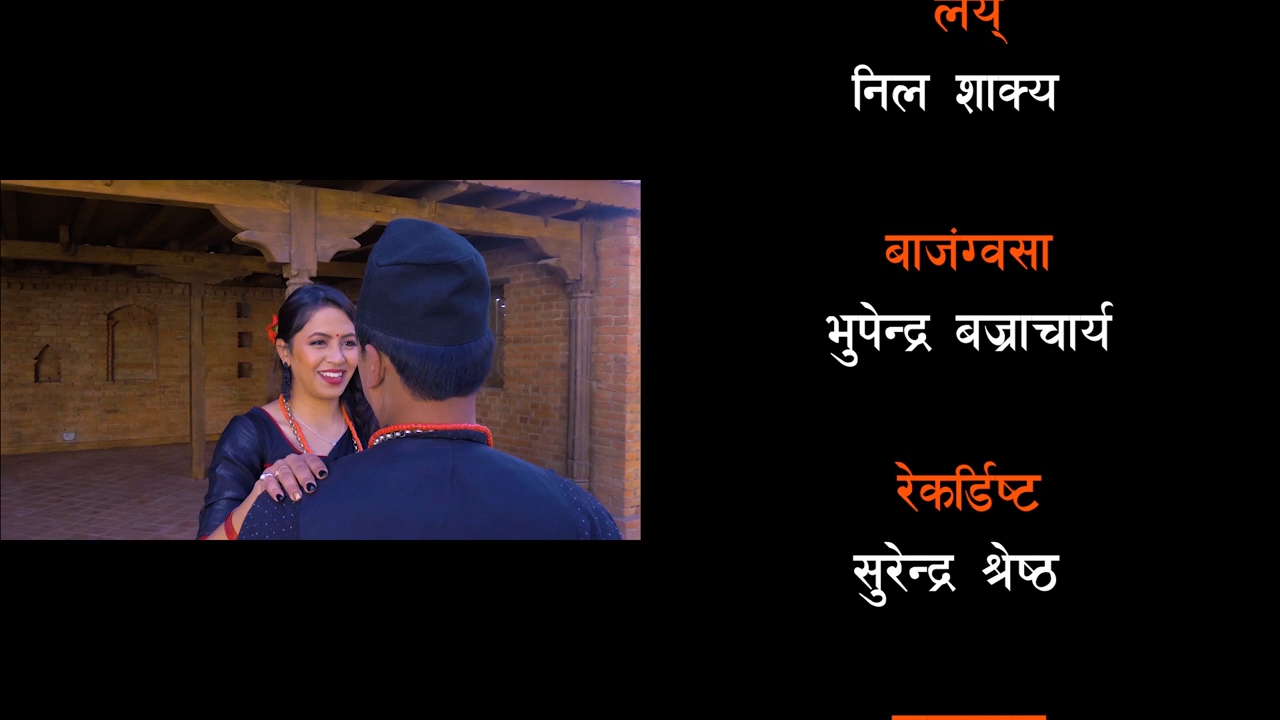 लय्
निल शाक्य
बाजंग्वसा
भुपेन्द्र बज्राचार्य
रेकर्डिष्ट
सुरेन्द्र श्रेष्ठ